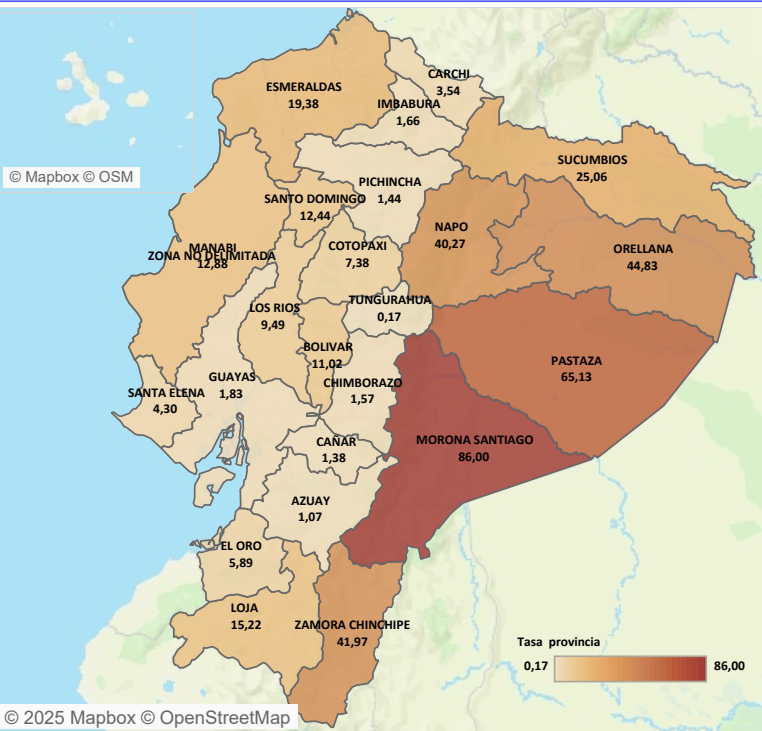 CARCHI
3,54
ESMERALDAS
19,38
IMBABURA
1,66
SUCUMBIOS
25,06
© Mapbox © OSM
PICHINCHA
1,44
SANTO DOMINGO
12,44
NAPO
40,27
MANABI
ZONA NO DELIMITADA
12,88
COTOPAXI
7,38
ORELLANA
44,83
TUNGURAHUA
0,17
LOS RIOS
9,49
BOLIVAR
11,02
PASTAZA
65,13
GUAYAS
1,83
CHIMBORAZO
1,57
SANTA ELENA
4,30
CAÑAR
1,38
MORONA SANTIAGO
86,00
AZUAY
1,07
EL ORO
5,89
LOJA
15,22
ZAMORA CHINCHIPE
41,97
Tasa provincia
0,17 86,00
© 2025 Mapbox © OpenStreetMap